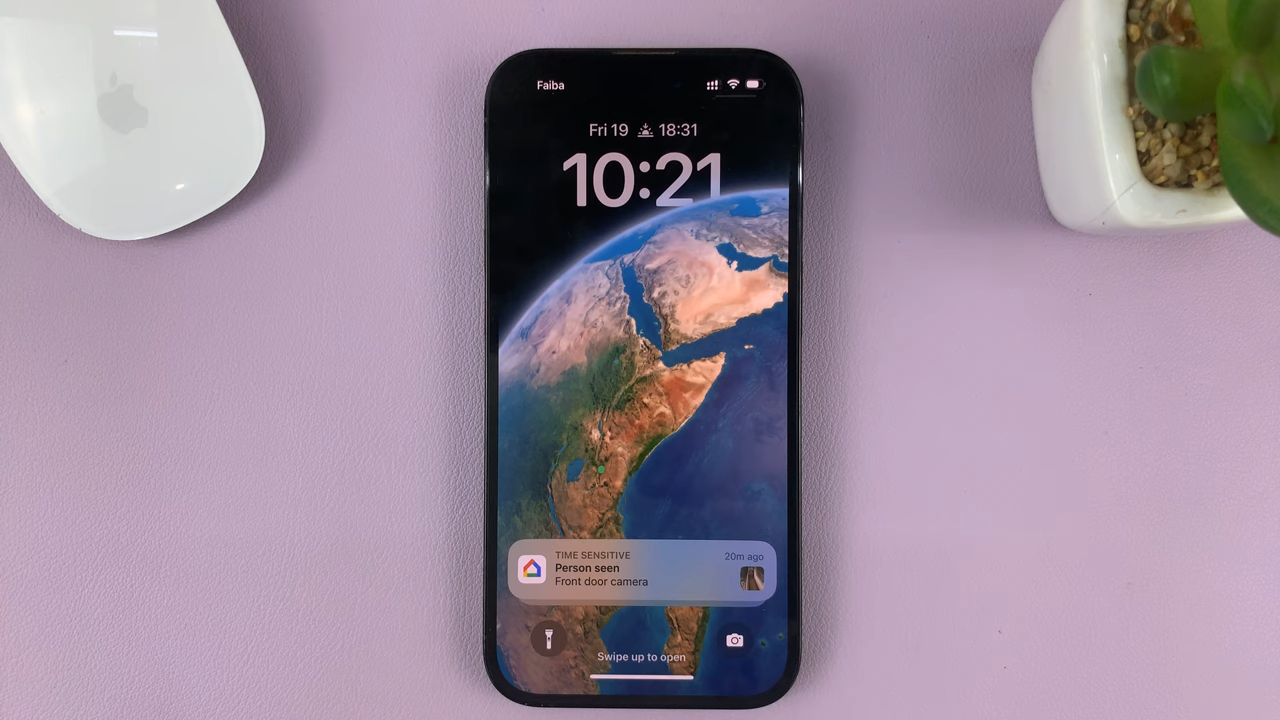 Faiba
Fri 19 18:31
10:21
TIME SENSITIVE
20m ago
Person seen
Front door camera
Swipe up to open